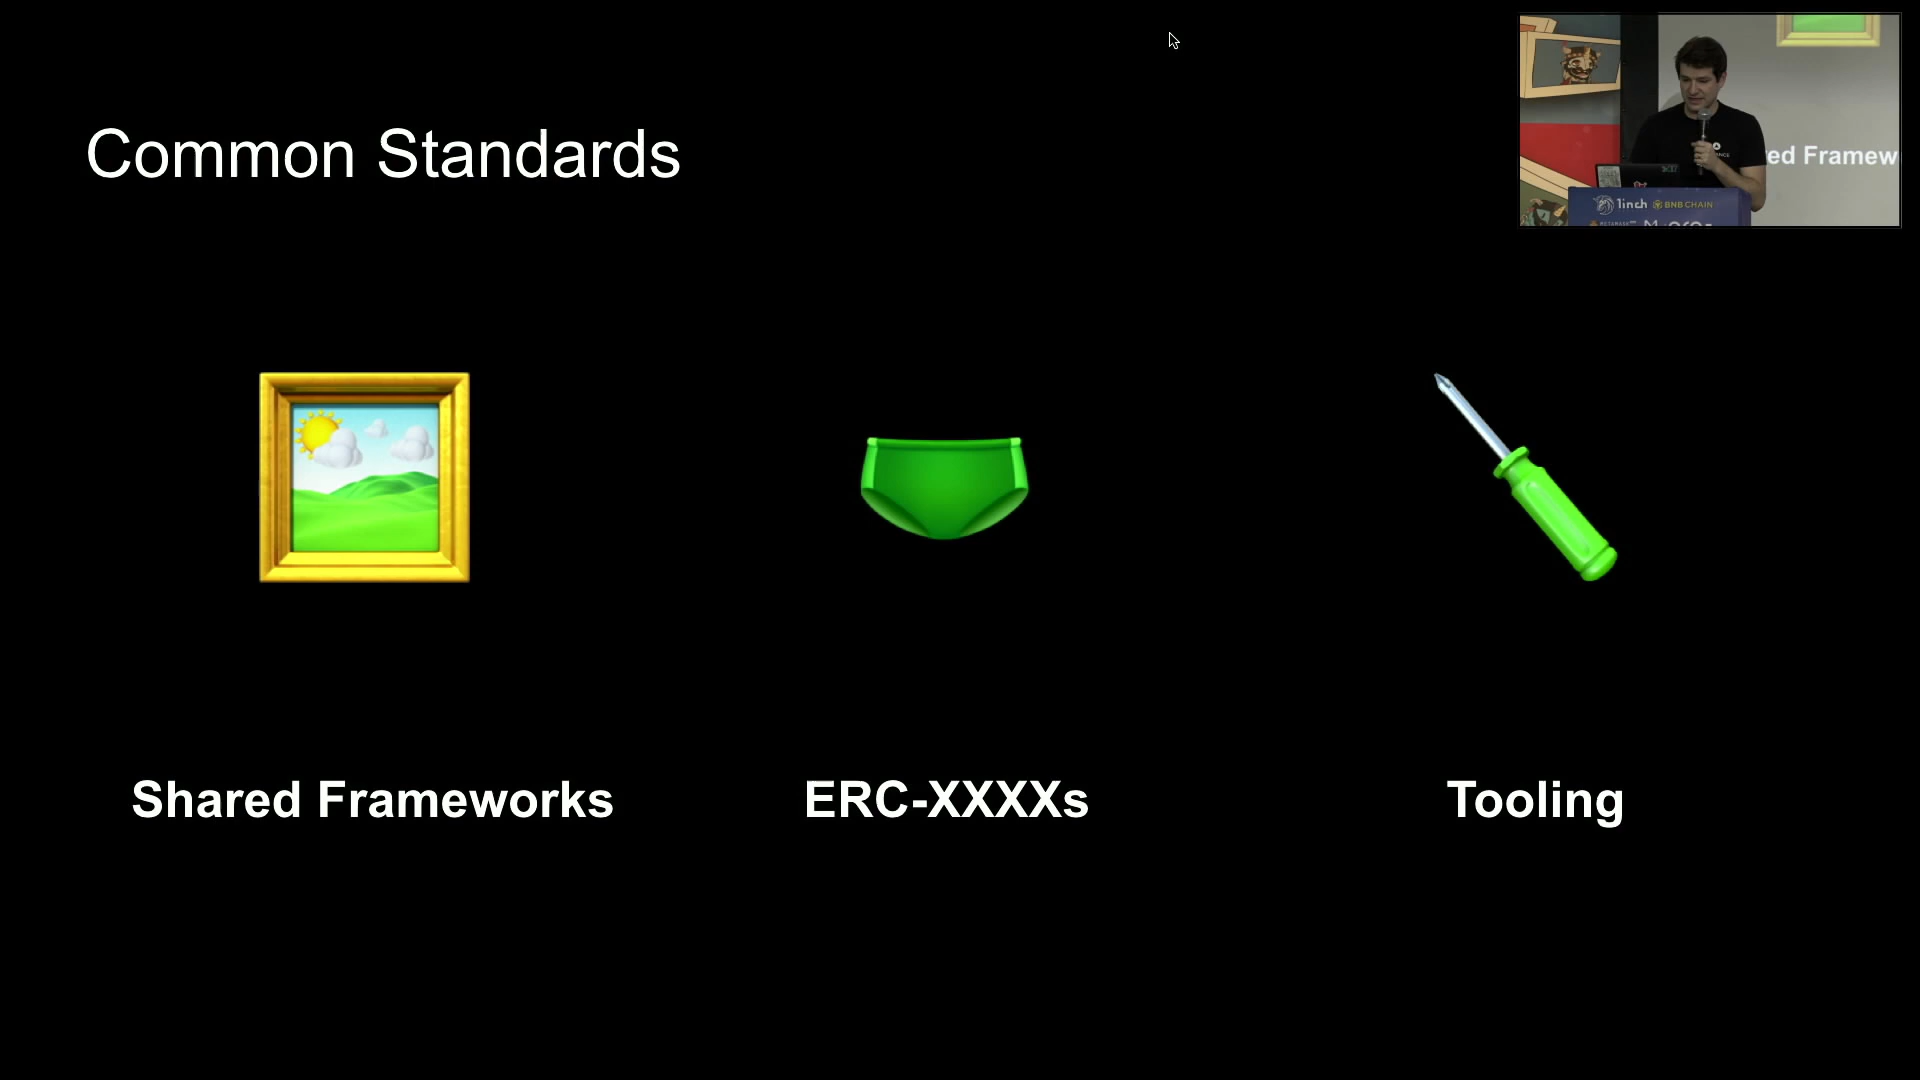 Common Standards
Shared Frameworks
ERC-XXXXs
Tooling
ed Framew
1inch
BNB CHAIN